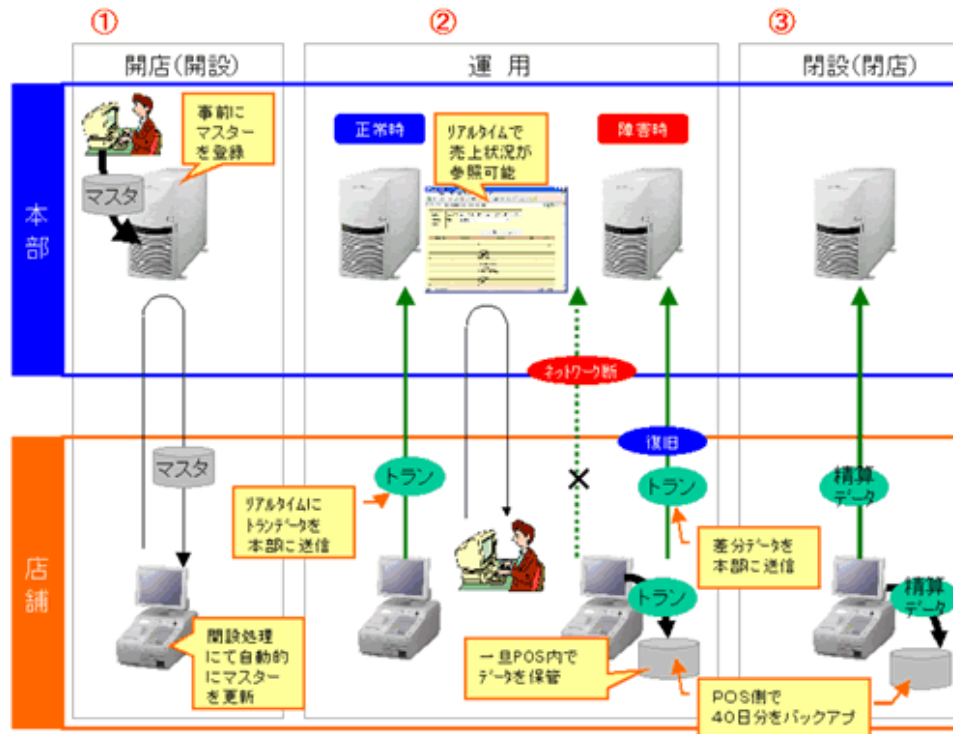 ①
②
③
開店(開設)
運 用
閉設(閉店)
本部
事前に
マスター
を登録
マスタ
正常時
リアルタイムで
売上状況が
参照可能
障害時
ネットワーク断
店舗
マスタ
開設処理
にて自動的
にマスター
を更新
リアルタイムに
トランデータを
本部に送信
トラン
復旧
トラン
差分データを
本部に送信
トラン
一旦POS内で
データを保管
精算
データ
精算
データ
POS側で
40日分をバックアプ